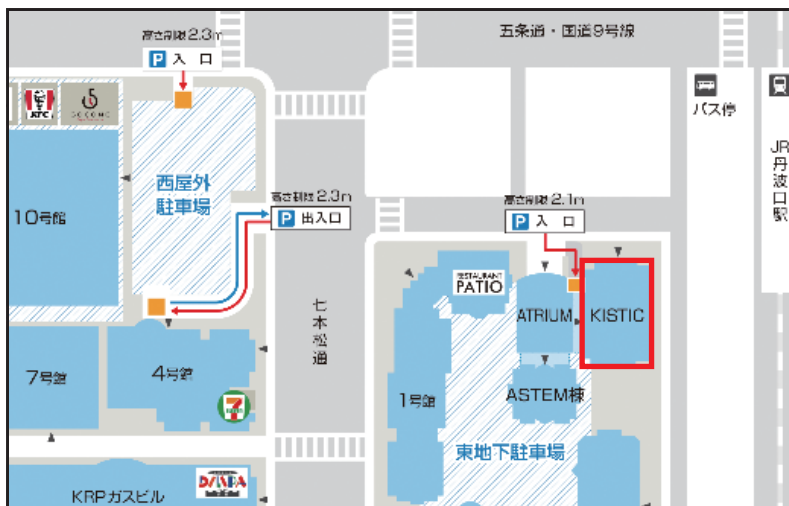 高さ制限2.3m
P 入 口
五条通・国道9号線
KFC
バス停
JR丹波口駅
西屋外
駐車場
10号館
高さ制限2.3m
P 出入口
高さ制限2.1m
P 入 口
RESTAURANT
PATIO
ATRIUM
KISTIC
七本松通
7号館
4号館
7
1号館
ASTEM棟
東地下駐車場
KRPガスビル